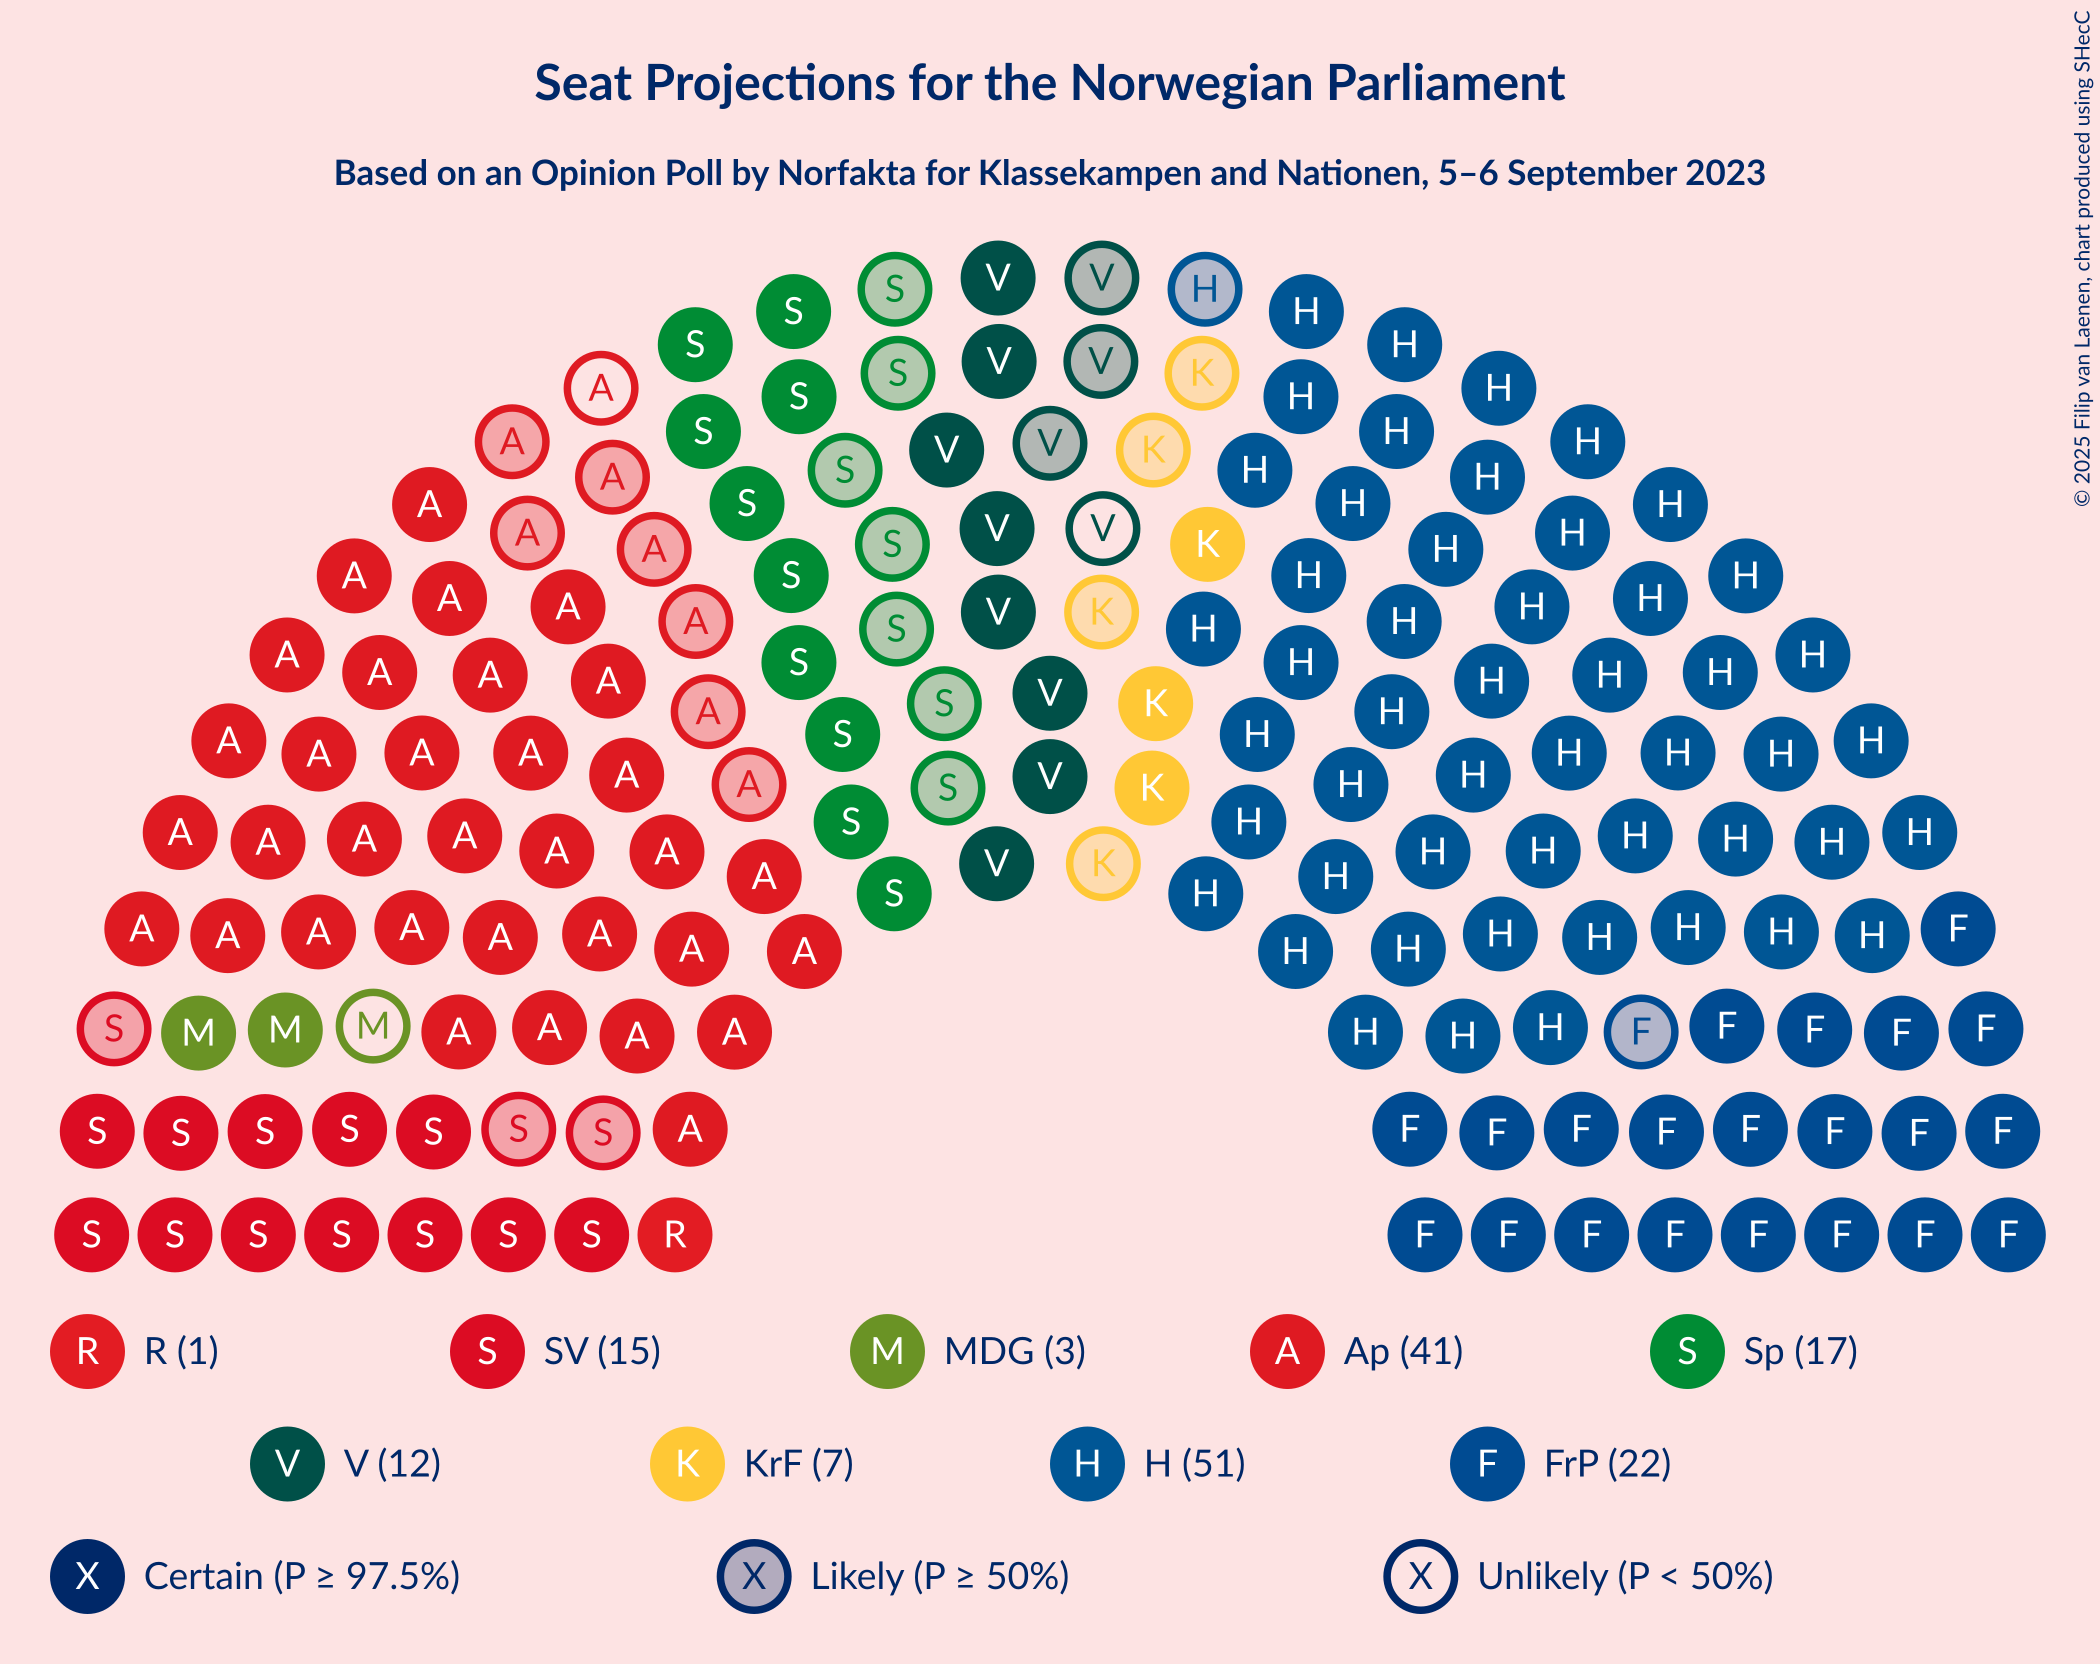 Seat Projections for the Norwegian Parliament
Based on an Opinion Poll by Norfakta for Klassekampen and Nationen, 5–6 September 2023
© 2025 Filip van Laenen, chart produced using SHecC
S V V H
S S H H
S V V K
A S H H
S H
A V V K H
S S H
A A S H H H
A S H H
V V K
A A S S K H H H
A A S H H
A A S V K H H H
A A S H H
A A S H H
A A A S V K H H H
A A S H H
A A A A H H H H
A A A S V K H H H
A A A A S H H H H
A A A A V K H H H H
A A A S H H H
A A A A A A A A H H H H H H H F
S M M M A A A A H H H F F F F F
S S S S S S S A F F F F F F F F
S S S S S S S R F F F F F F F F
R R (1) S SV (15) M MDG (3) A Ap (41) S Sp (17)
V V (12) K KrF (7) H H (51) F FrP (22)
X Certain (P ≥ 97.5%) X Likely (P ≥ 50%) X Unlikely (P < 50%)